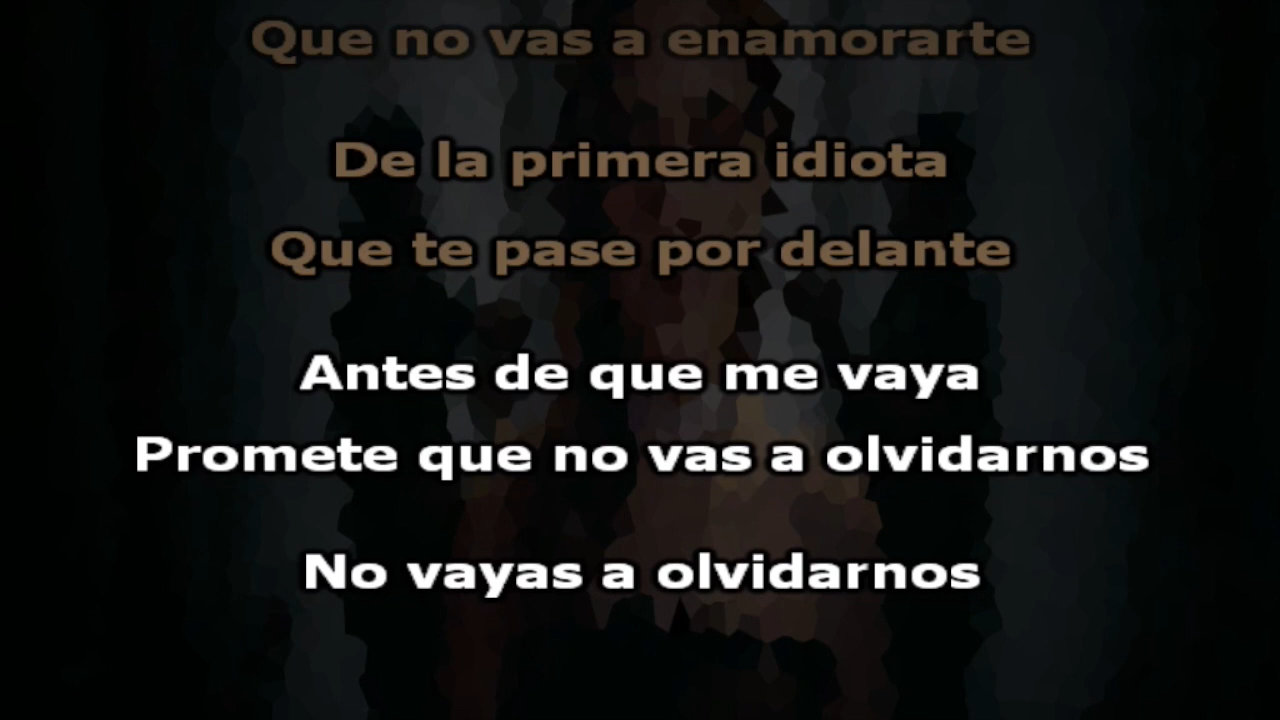 Que no vas a enamorarte
De la primera idiota
Que te pase por delante
Antes de que me vaya
Promete que no vas a olvidarnos
No vayas a olvidarnos